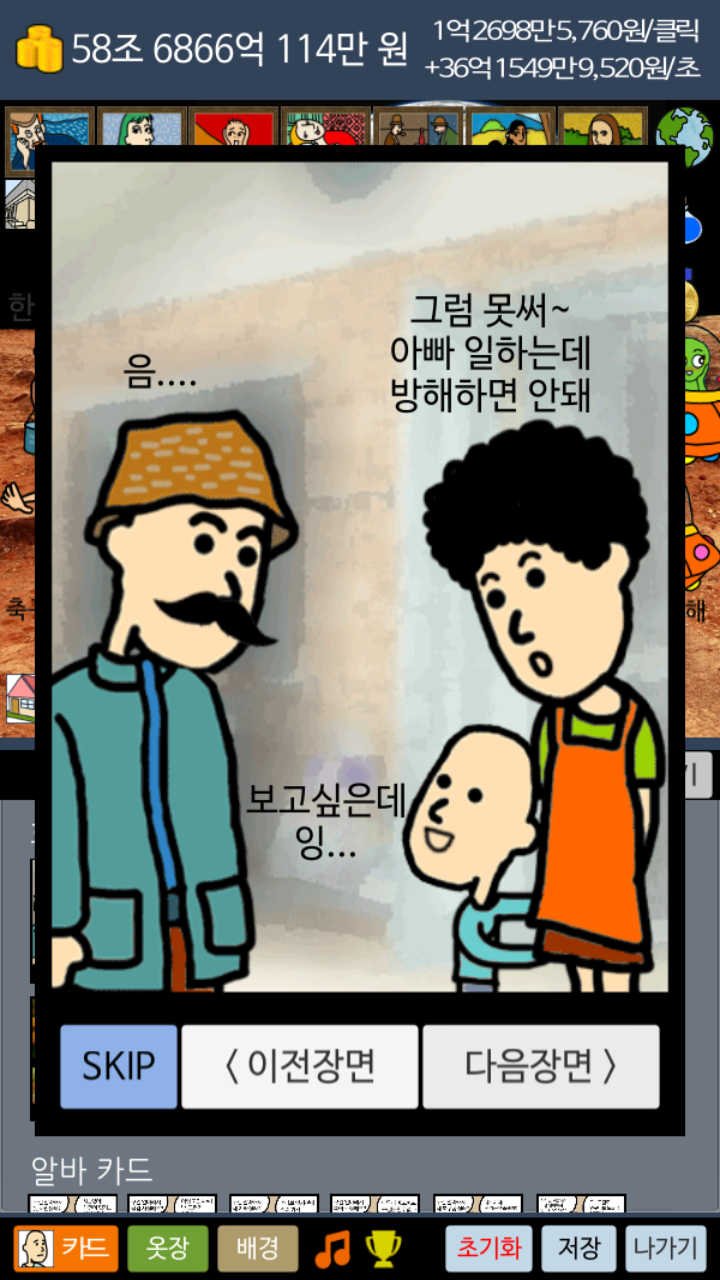 58조 6866억 114만 원
1억 2698만 5,760원/클릭
+36억 1549만 9,520원/초
한
그럼 못써~
아빠 일하는데
방해하면 안돼
음....
축
해
보고싶은데
잉...
기
SKIP
< 이전장면
다음장면 >
알바 카드
카드
옷장
배경
초기화
저장
나가기